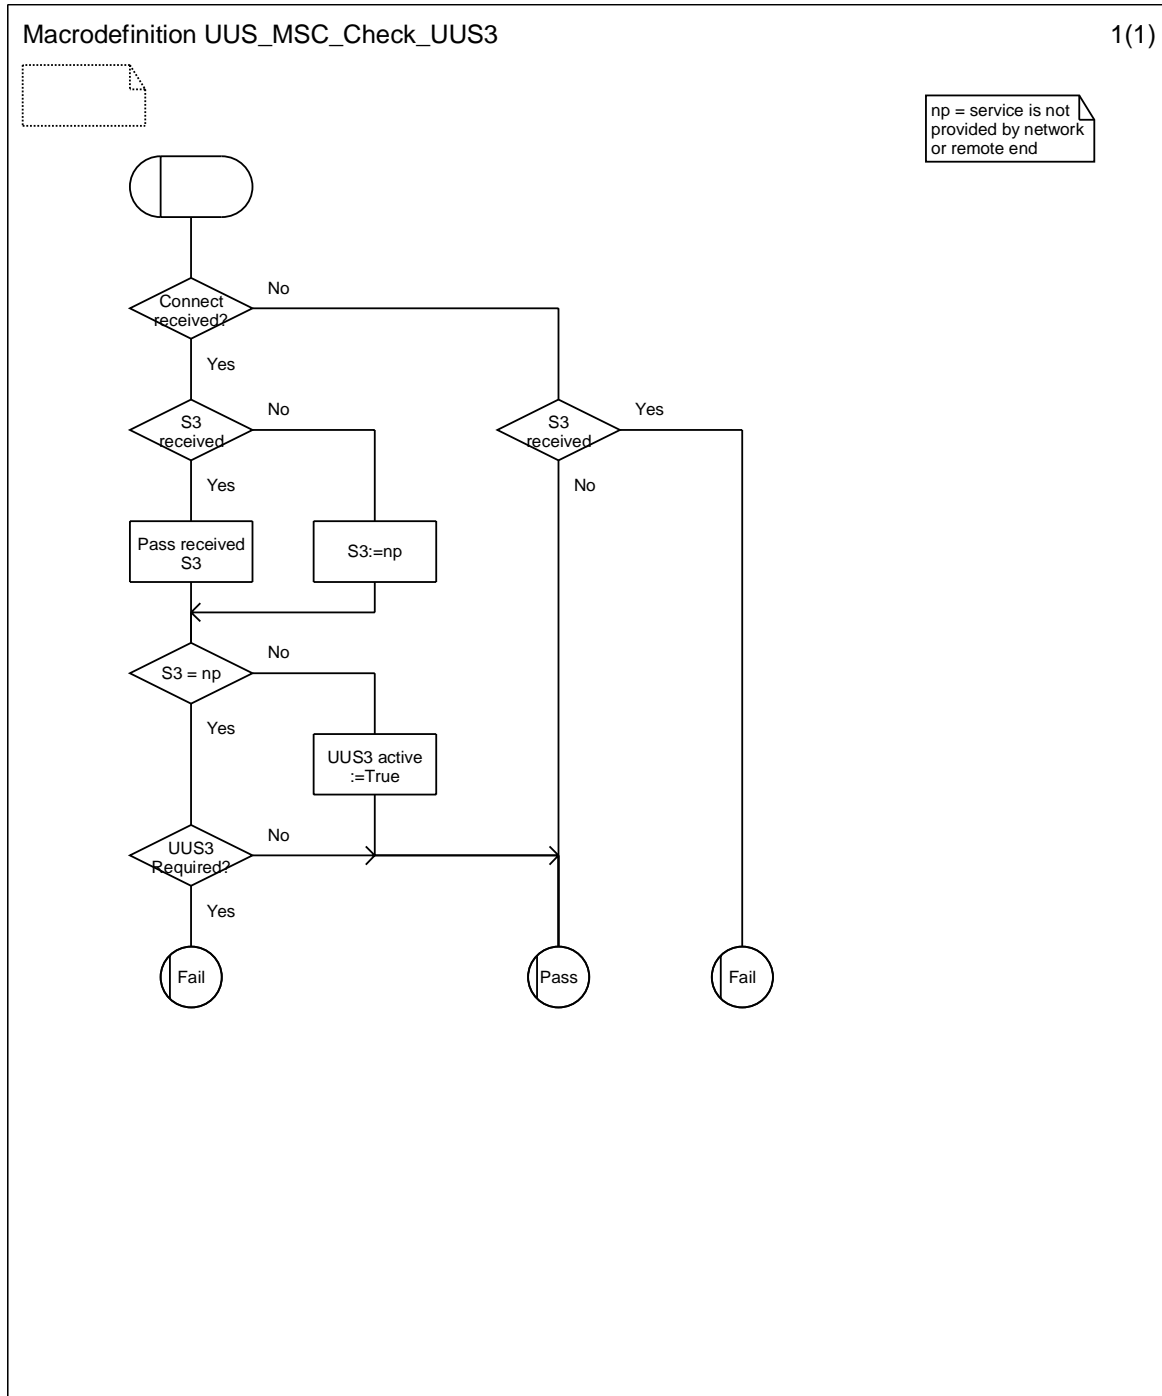 Macrodefinition UUS_MSC_Check_UUS3
1(1)
np = service is not
provided by network
or remote end
Connect
received?
No
Yes
S3
received
No
Yes
S3
received
Yes
No
Pass received
S3
S3:=np
S3 = np
No
Yes
UUS3 active
:=True
UUS3
Required?
No
Yes
Fail
Pass
Fail